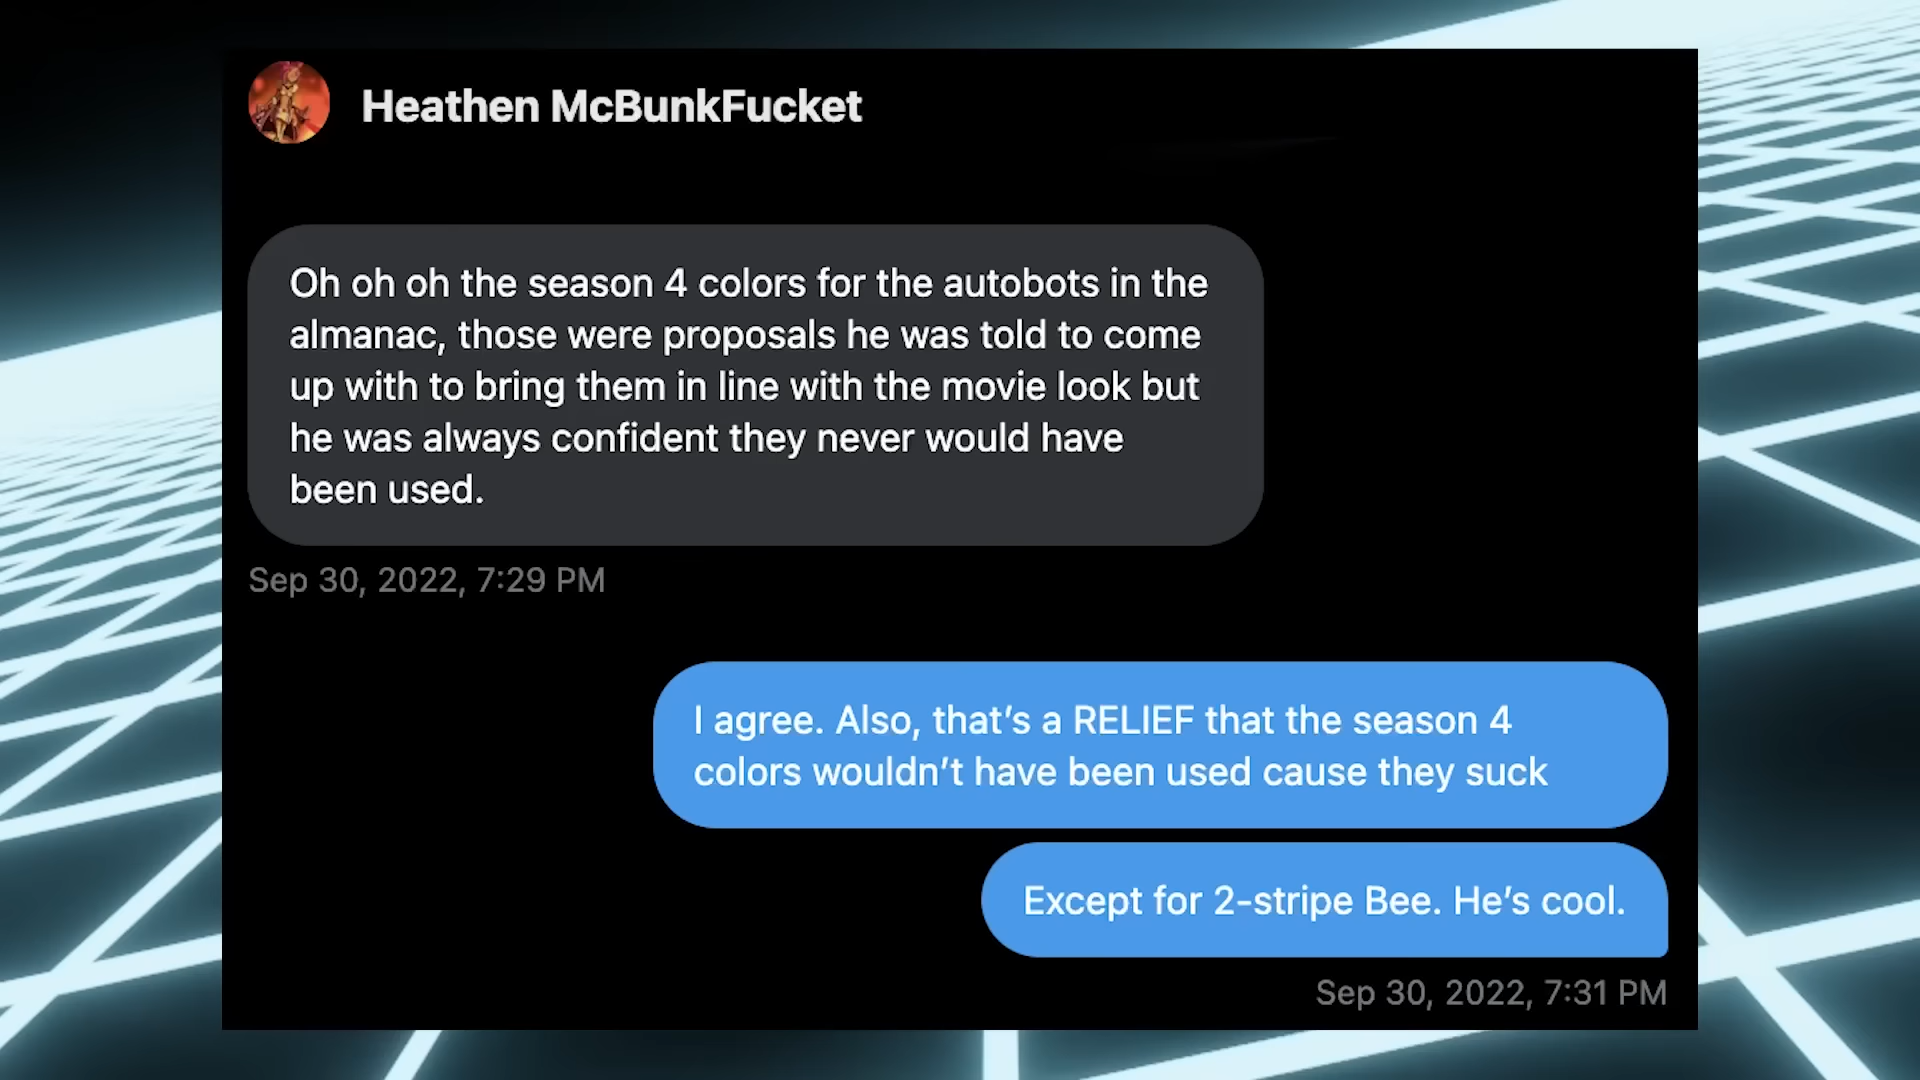 Heathen McBunkFucket
Oh oh oh the season 4 colors for the autobots in the
almanac, those were proposals he was told to come
up with to bring them in line with the movie look but
he was always confident they never would have
been used.
Sep 30, 2022, 7:29 PM
I agree. Also, that’s a RELIEF that the season 4
colors wouldn’t have been used cause they suck
Except for 2-stripe Bee. He’s cool.
Sep 30, 2022, 7:31 PM